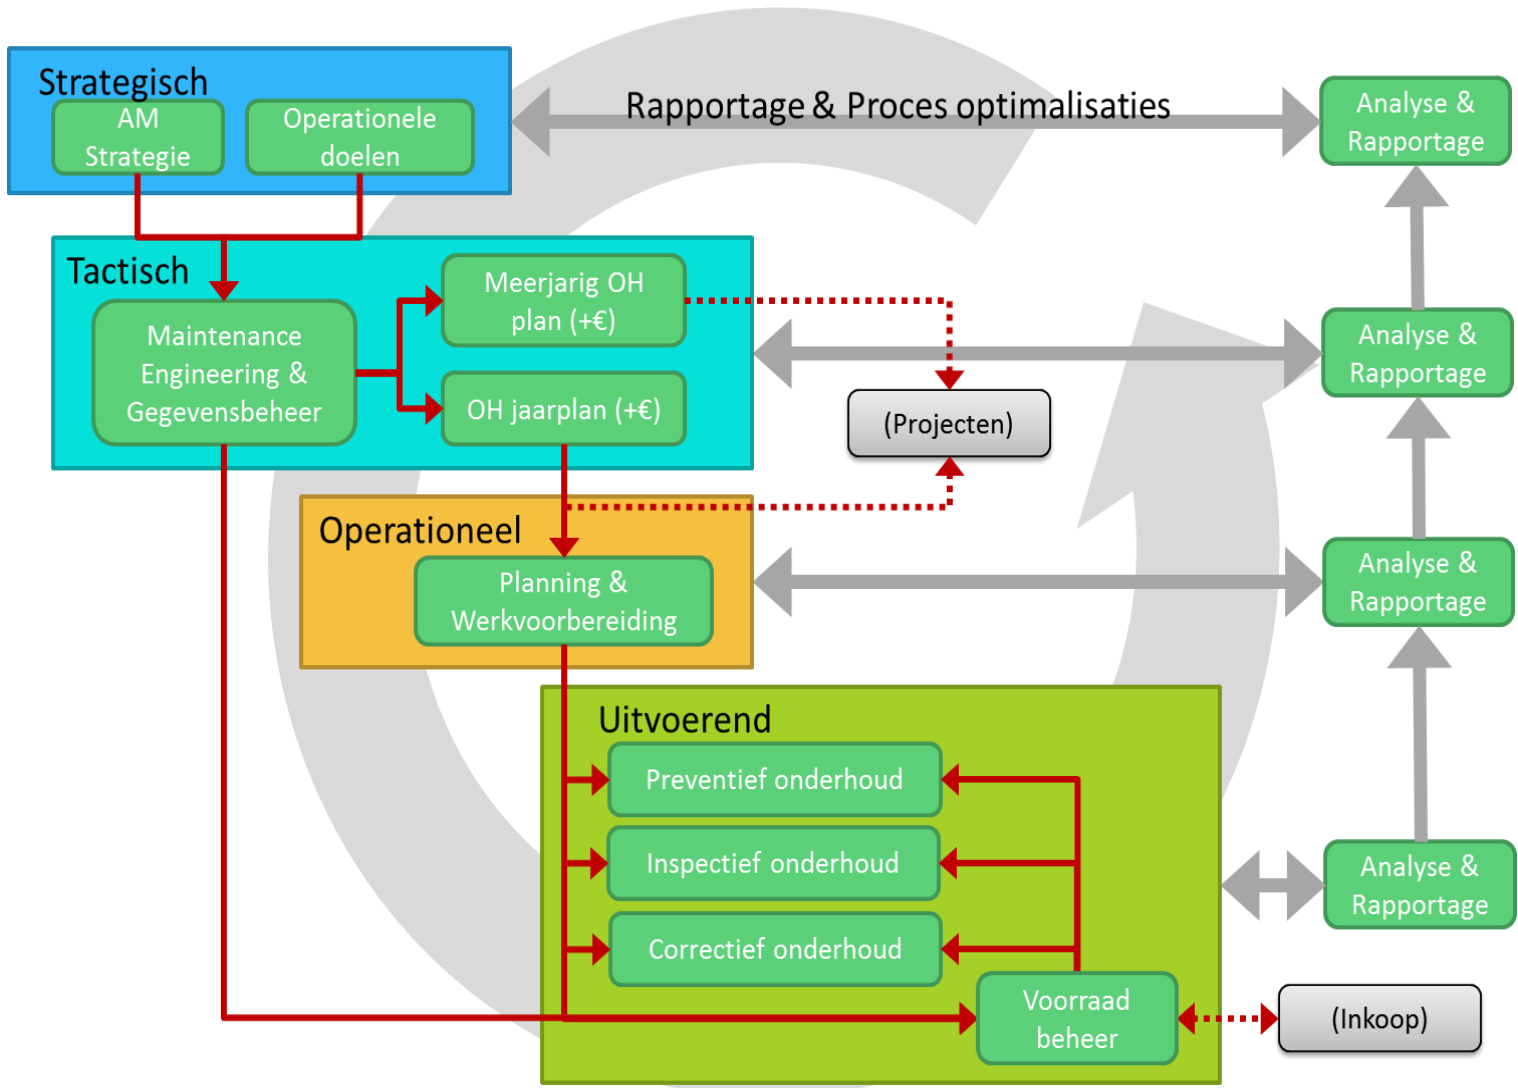 Strategisch
AM
Strategie
Operationele
doelen
Rapportage & Proces optimalisaties
Analyse &
Rapportage
Tactisch
Maintenance
Engineering &
Gegevensbeheer
Meerjarig OH
plan (+€)
OH jaarplan (+€)
(Projecten)
Analyse &
Rapportage
Operationeel
Planning &
Werkvoorbereiding
Analyse &
Rapportage
Uitvoerend
Preventief onderhoud
Inspectief onderhoud
Correctief onderhoud
Voorraad
beheer
Analyse &
Rapportage
(Inkoop)